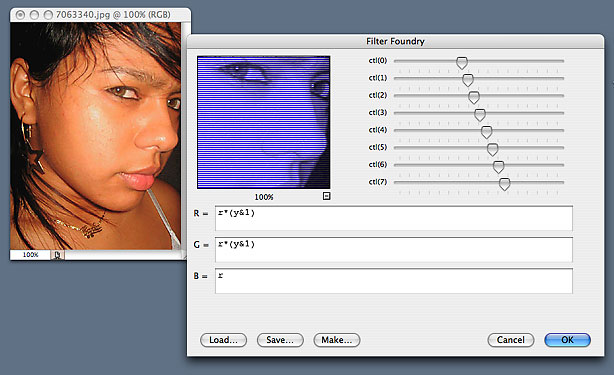 7063340.jpg @ 100% (RGB)
Filter Foundry
ctl(0)
ctl(1)
ctl(2)
ctl(3)
ctl(4)
ctl(5)
ctl(6)
ctl(7)
100%
R = r*(y&1)
G = r*(y&1)
B = r
100%
Load... Save... Make... Cancel OK